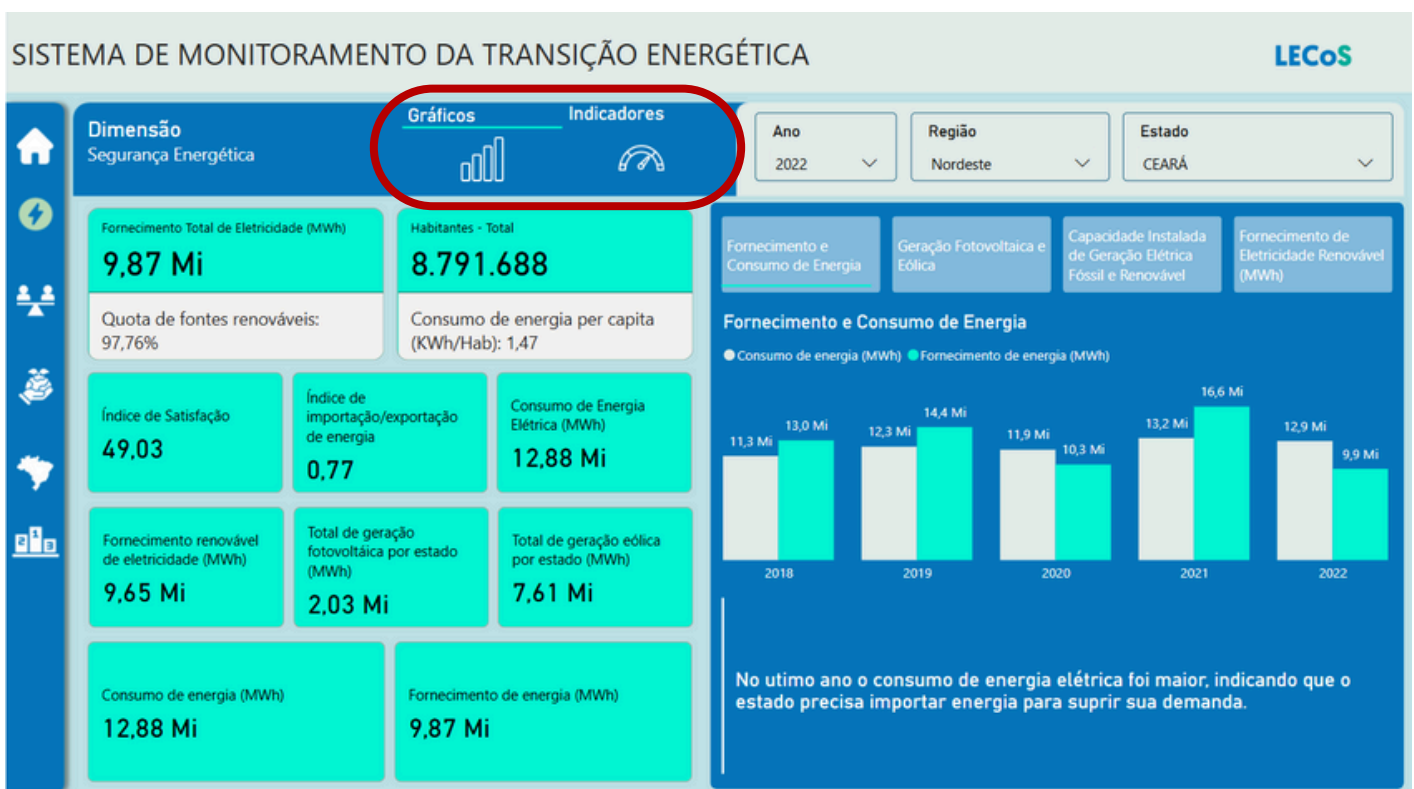 SISTEMA DE MONITORAMENTO DA TRANSIÇÃO ENERGÉTICA
LECoS
Dimensão
Segurança Energética
Gráficos
Indicadores
Ano
2022
Região
Nordeste
Estado
CEARÁ
Fornecimento Total de Eletricidade (MWh)
9,87 Mi
Quota de fontes renováveis:
97,76%
Habitantes - Total
8.791.688
Consumo de energia per capita
(KWh/Hab): 1,47
Índice de Satisfação
49,03
Índice de
importação/exportação
de energia
0,77
Consumo de Energia
Elétrica (MWh)
12,88 Mi
Fornecimento renovável
de eletricidade (MWh)
9,65 Mi
Total de geração
fotovoltáica por estado
(MWh)
2,03 Mi
Total de geração eólica
por estado (MWh)
7,61 Mi
Consumo de energia (MWh)
12,88 Mi
Fornecimento de energia (MWh)
9,87 Mi
2 1 3
Fornecimento e
Consumo de Energia
Geração Fotovoltaica e
Eólica
Capacidade Instalada
de Geração Elétrica
Fóssil e Renovável
Fornecimento de
Eletricidade Renovável
(MWh)
Fornecimento e Consumo de Energia
Consumo de energia (MWh) Fornecimento de energia (MWh)
11,3 Mi 13,0 Mi 12,3 Mi 14,4 Mi 11,9 Mi 10,3 Mi 13,2 Mi 16,6 Mi 12,9 Mi 9,9 Mi
2018 2019 2020 2021 2022
No utimo ano o consumo de energia elétrica foi maior, indicando que o
estado precisa importar energia para suprir sua demanda.